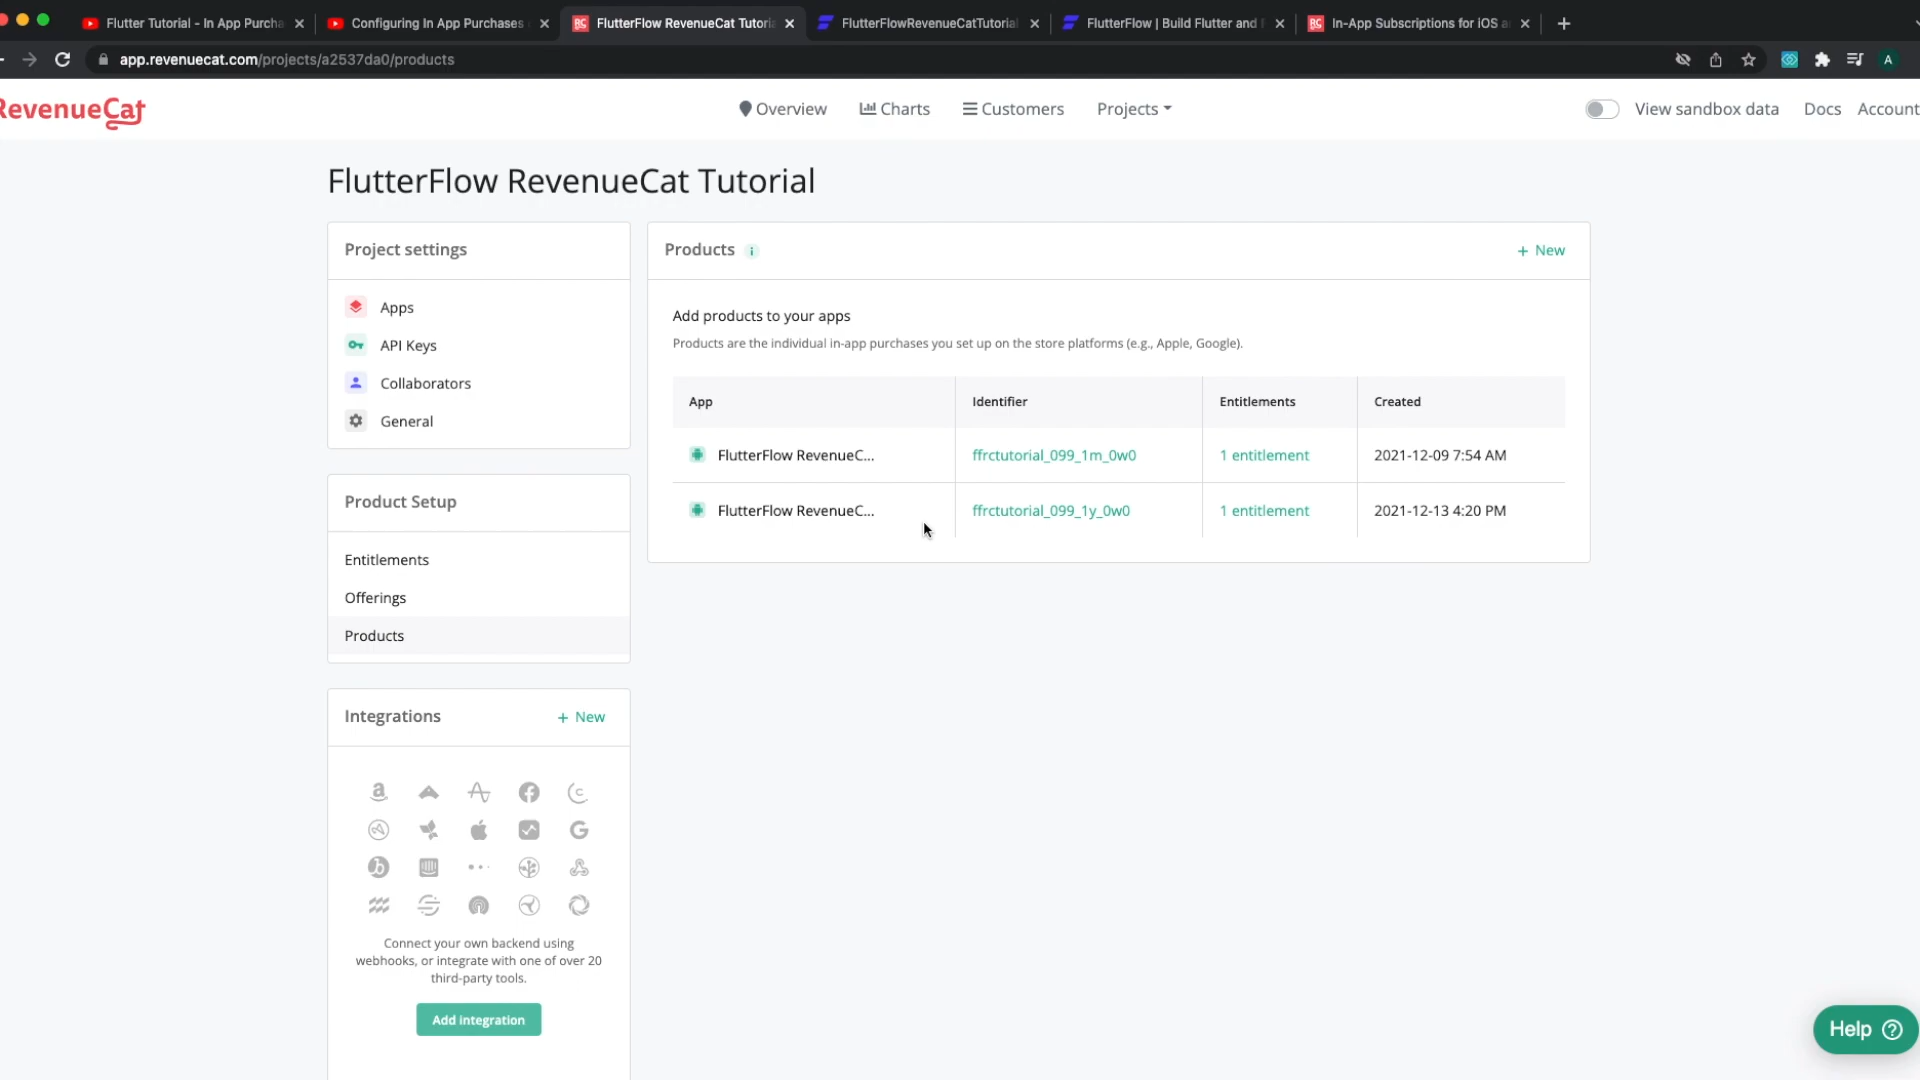 Flutter Tutorial - In App Purcha
Configuring In App Purchases
FlutterFlow RevenueCat Tutoria
FlutterFlowRevenueCatTutorial
FlutterFlow | Build Flutter and
In-App Subscriptions for iOS a
app.revenuecat.com/projects/a2537da0/products
A
RevenueCat
Overview
Charts
Customers
Projects
View sandbox data
Docs
Account
FlutterFlow RevenueCat Tutorial
Project settings
Apps
API Keys
Collaborators
General
Product Setup
Entitlements
Offerings
Products
Integrations
+ New
Connect your own backend using
webhooks, or integrate with one of over 20
third-party tools.
Add integration
Products
+ New
Add products to your apps
Products are the individual in-app purchases you set up on the store platforms (e.g., Apple, Google).
App Identifier Entitlements Created
FlutterFlow RevenueC... ffrctutorial_099_1m_0w0 1 entitlement 2021-12-09 7:54 AM
FlutterFlow RevenueC... ffrctutorial_099_1y_0w0 1 entitlement 2021-12-13 4:20 PM
Help